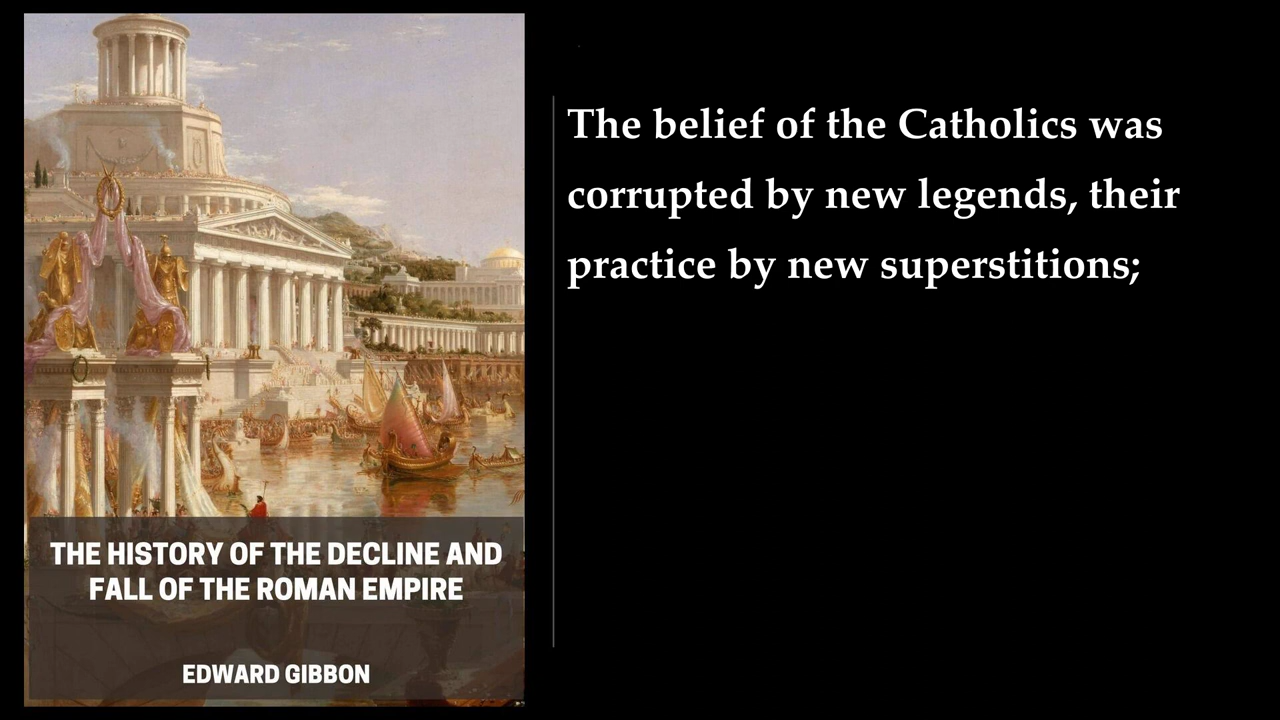 THE HISTORY OF THE DECLINE AND
FALL OF THE ROMAN EMPIRE
EDWARD GIBBON
The belief of the Catholics was
corrupted by new legends, their
practice by new superstitions;